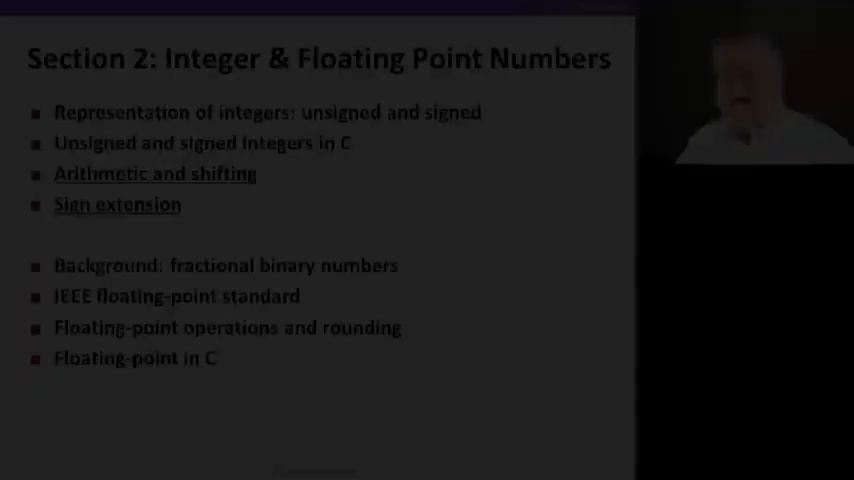 Section 2: Integer & Floating Point Numbers
Representation of integers: unsigned and signed
Unsigned and signed integers in C
Arithmetic and shifting
Sign extension
Background: fractional binary numbers
IEEE floating-point standard
Floating-point operations and rounding
Floating-point in C